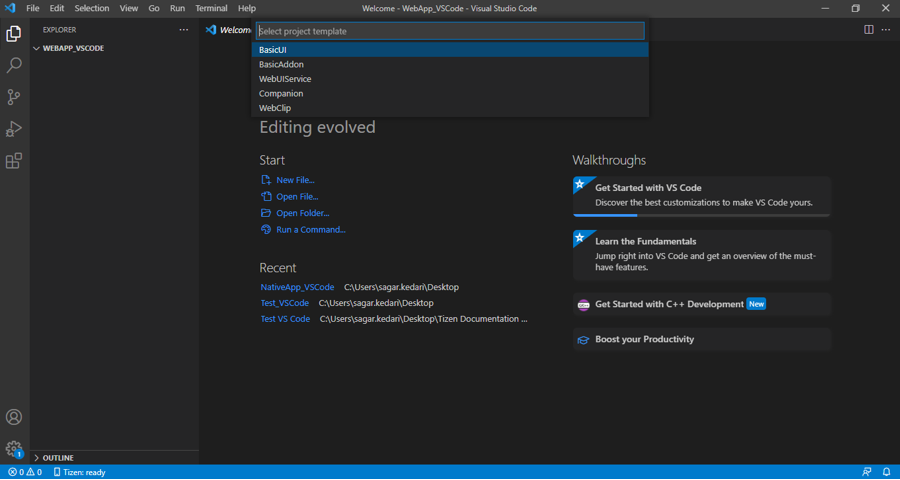 File Edit Selection View Go Run Terminal Help Welcome - WebApp_VSCode - Visual Studio Code
EXPLORER
WEBAPP_VSCODE
Welcome
Select project template
BasicUI
BasicAddon
WebUIService
Companion
WebClip
Editing evolved
Start
New File...
Open File...
Open Folder...
Run a Command...
Recent
NativeApp_VSCode C:\Users\sagar.kedari\Desktop
Test_VSCode C:\Users\sagar.kedari\Desktop
Test VS Code C:\Users\sagar.kedari\Desktop\Tizen Documentation ...
Walkthroughs
Get Started with VS Code
Discover the best customizations to make VS Code yours.
Learn the Fundamentals
Jump right into VS Code and get an overview of the must-
have features.
Get Started with C++ Development New
Boost your Productivity
1
OUTLINE
0 0 Tizen: ready